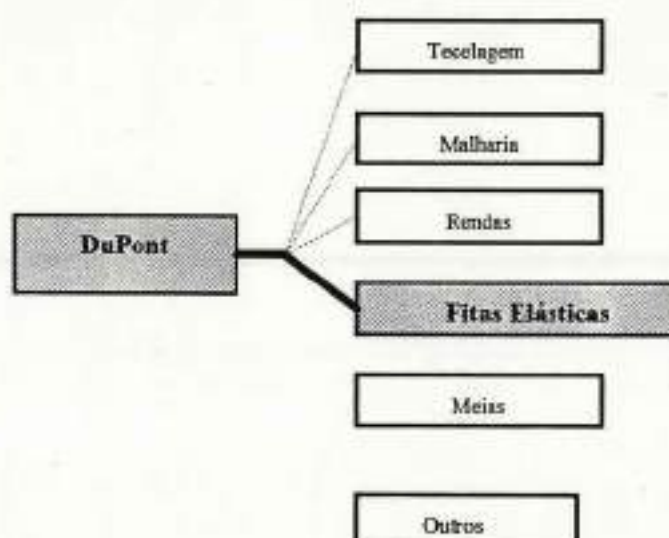 Tecelagem
Malharia
Rendas
DuPont
Fitas Elásticas
Meias
Outros